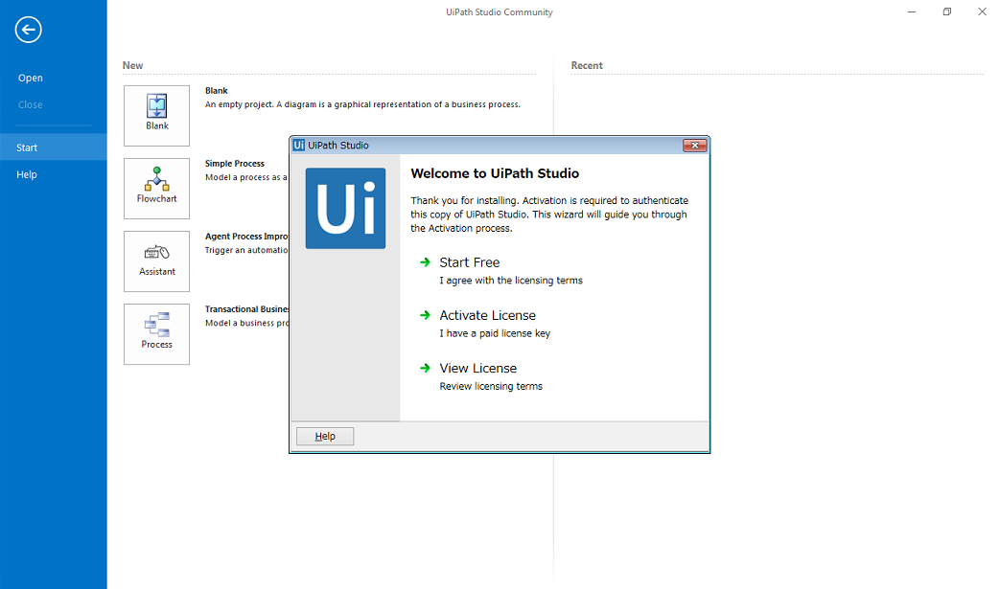 UiPath Studio Community
Open
Close
Start
Help
New
Blank
Blank
An empty project. A diagram is a graphical representation of a business process.
Flowchart
Simple Process
Model a process as a
Assistant
Agent Process Impro
Trigger an automatio
Process
Transactional Busines
Model a business pro
Recent
Ui UiPath Studio
Ui
Welcome to UiPath Studio
Thank you for installing. Activation is required to authenticate
this copy of UiPath Studio. This wizard will guide you through
the Activation process.
Start Free
I agree with the licensing terms
Activate License
I have a paid license key
View License
Review licensing terms
Help